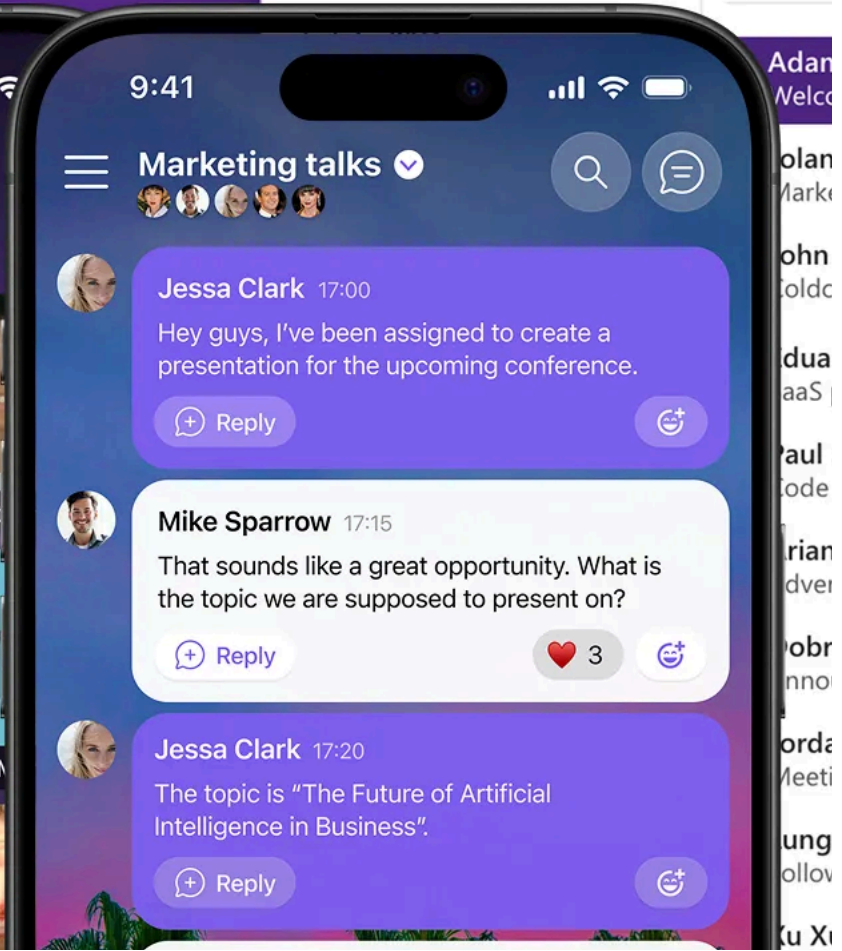 9:41
Marketing talks
Jessa Clark 17:00
Hey guys, I’ve been assigned to create a
presentation for the upcoming conference.
Reply
Mike Sparrow 17:15
That sounds like a great opportunity. What is
the topic we are supposed to present on?
Reply
3
Jessa Clark 17:20
The topic is “The Future of Artificial
Intelligence in Business”.
Reply
Paul